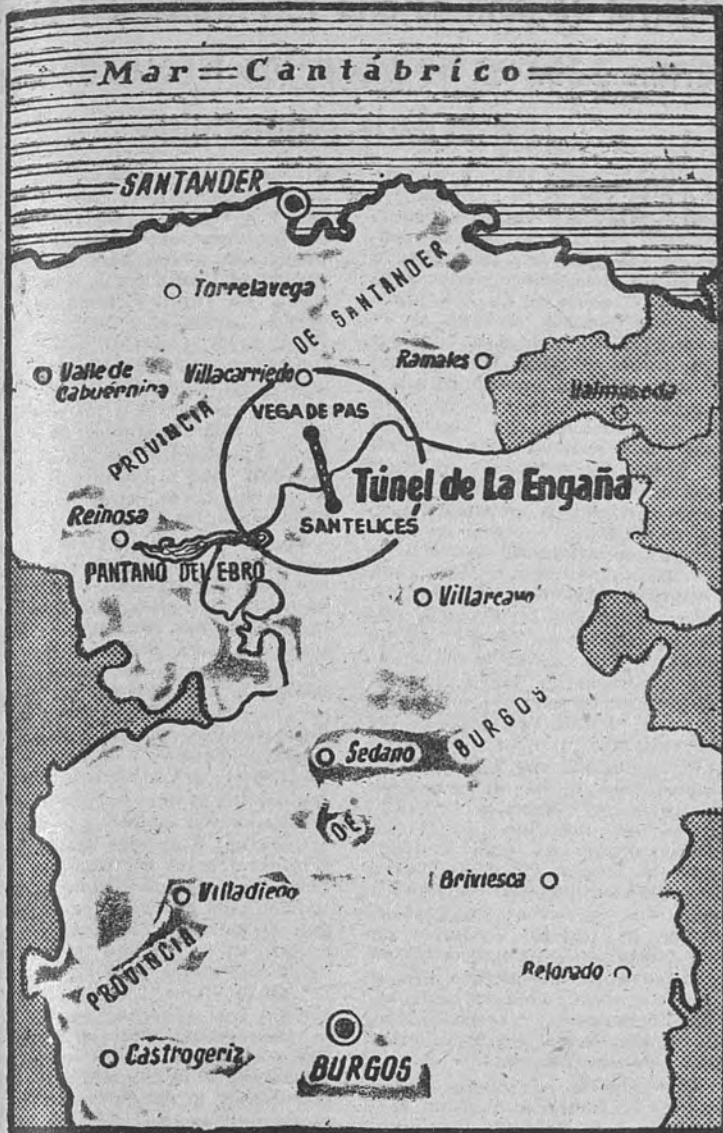 Mar Cantábrico
SANTANDER
Torrelavega
DE SANTANDER
Valle de
Cabuérniga
Villacarriedo
Ramales
Valmaseda
VEGA DE PAS
PROVINCIA
Túnel de La Engaña
SANTELICES
Reinosa
PANTANO DEL EBRO
Villarcayo
BURGOS
Sedano
DE
Villadiego
Briviesca
PROVINCIA
Belorado
Castrogeriz
BURGOS